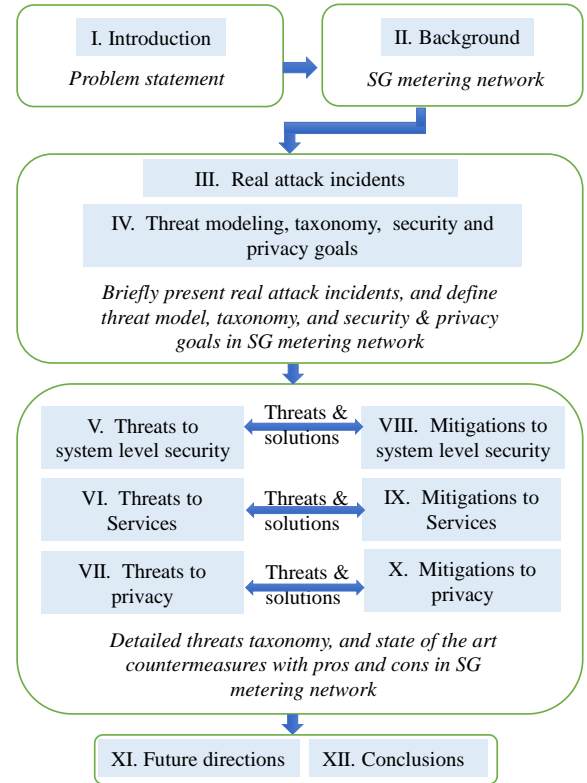 I. Introduction
Problem statement
II. Background
SG metering network
III. Real attack incidents
IV. Threat modeling, taxonomy, security and
privacy goals
Briefly present real attack incidents, and define
threat model, taxonomy, and security & privacy
goals in SG metering network
V. Threats to
system level security
Threats &
solutions
VIII. Mitigations to
system level security
VI. Threats to
Services
Threats &
solutions
IX. Mitigations to
Services
VII. Threats to
privacy
Threats &
solutions
X. Mitigations to
privacy
Detailed threats taxonomy, and state of the art
countermeasures with pros and cons in SG
metering network
XI. Future directions
XII. Conclusions